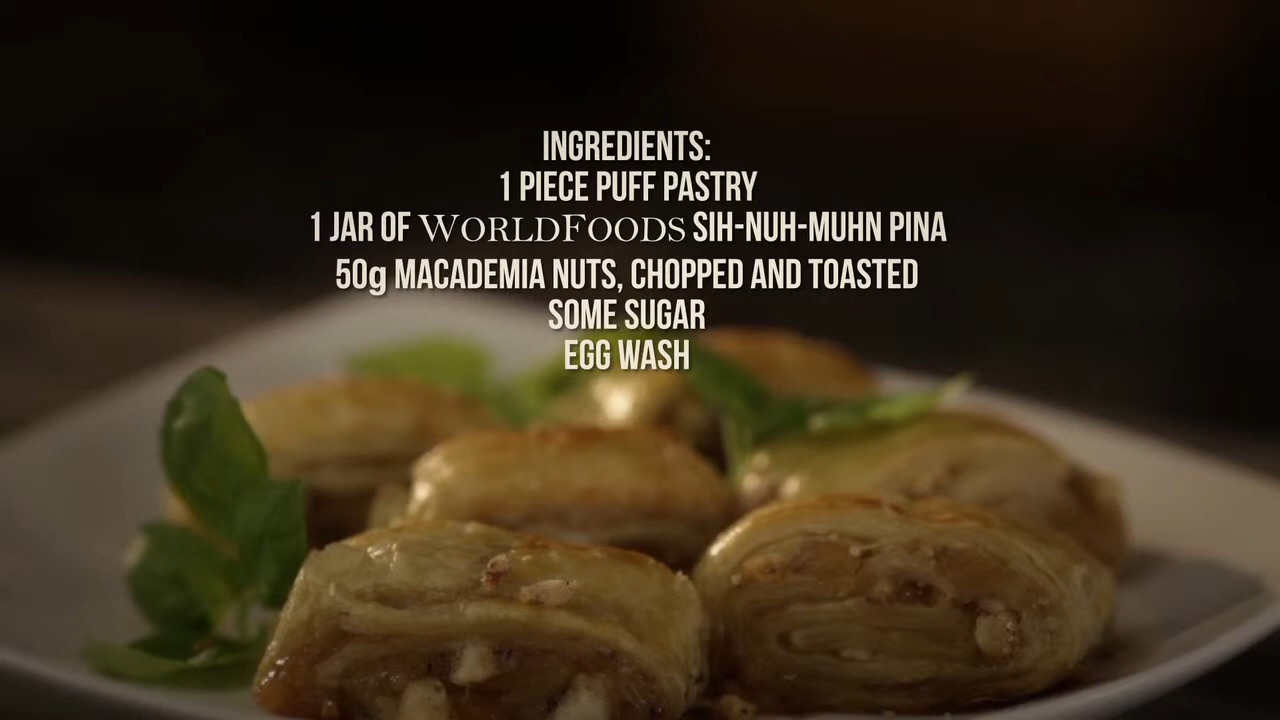 INGREDIENTS:
1 PIECE PUFF PASTRY
1 JAR OF WORLDFOODS SIH-NUH-MUHN PINA
50g MACADEMIA NUTS, CHOPPED AND TOASTED
SOME SUGAR
EGG WASH